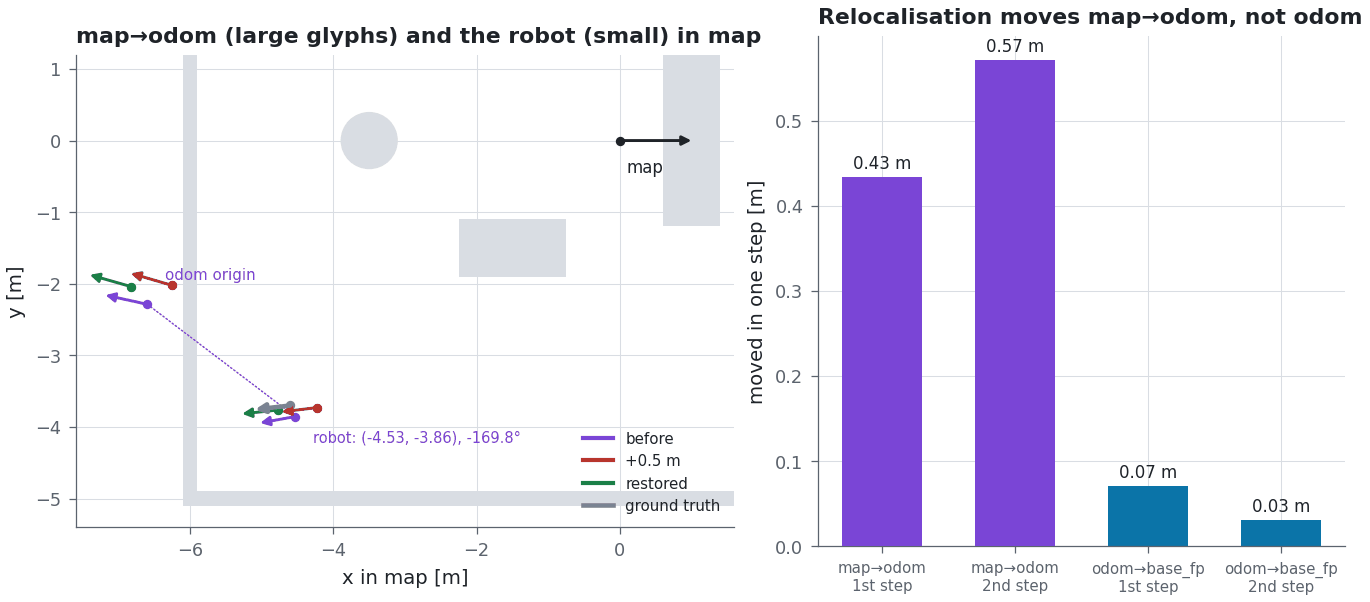 map→odom (large glyphs) and the robot (small) in map
1
0
−1
−2
−3
−4
−5
y [m]
map
odom origin
robot: (-4.53, -3.86), -169.8°
before
+0.5 m
restored
ground truth
−6
−4
−2
0
x in map [m]
Relocalisation moves map→odom, not odom
0.5
0.4
0.3
0.2
0.1
0.0
moved in one step [m]
0.43 m
0.57 m
0.07 m
0.03 m
map→odom
1st step
map→odom
2nd step
odom→base_fp
1st step
odom→base_fp
2nd step